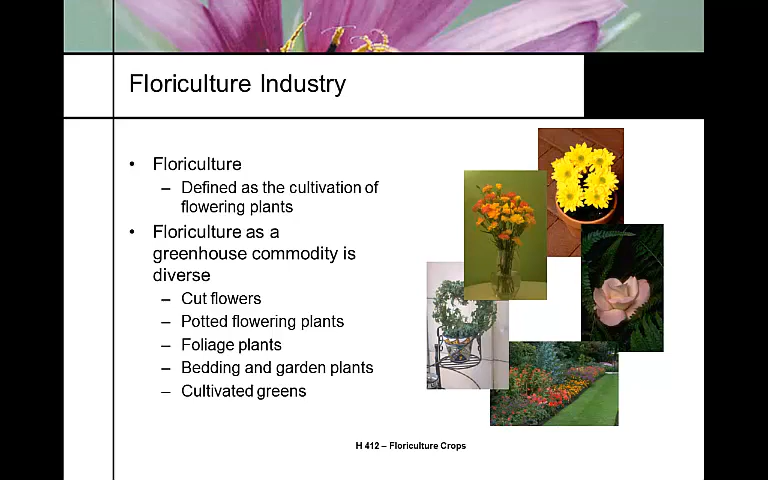 Floriculture Industry
• Floriculture
– Defined as the cultivation of
flowering plants
• Floriculture as a
greenhouse commodity is
diverse
– Cut flowers
– Potted flowering plants
– Foliage plants
– Bedding and garden plants
– Cultivated greens
H 412 – Floriculture Crops